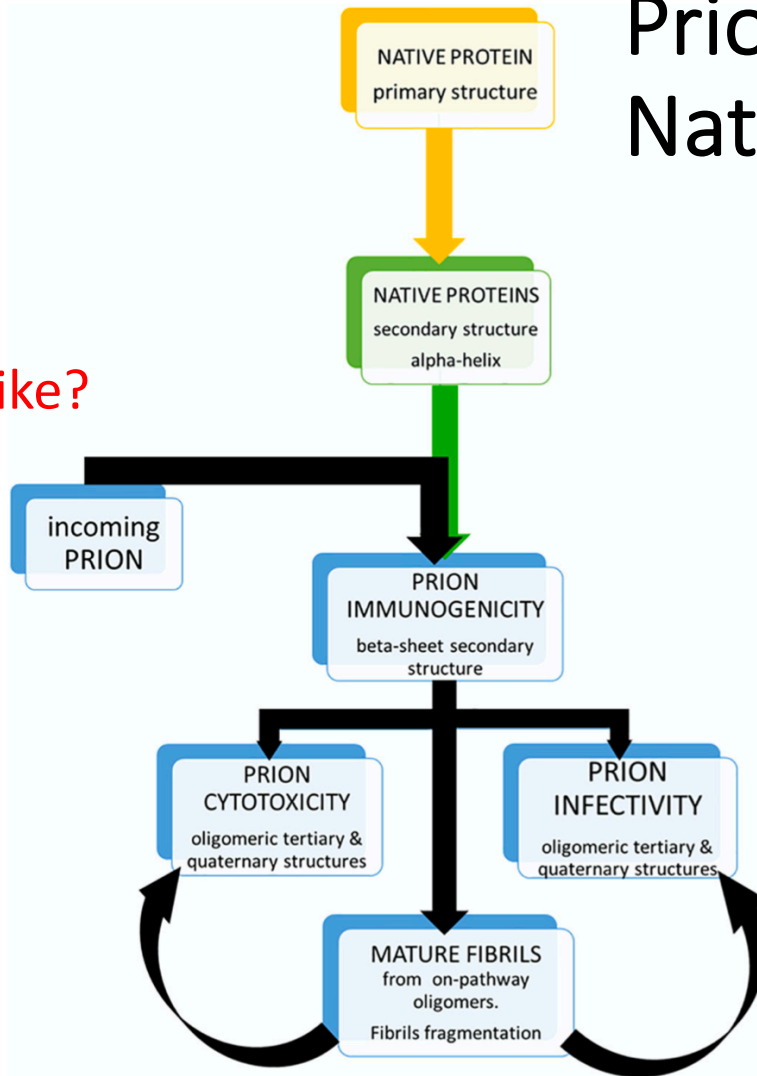 Prio
Nat
NATIVE PROTEIN
primary structure
NATIVE PROTEINS
secondary structure
alpha-helix
ike?
incoming
PRION
PRION
IMMUNOGENICITY
beta-sheet secondary
structure
PRION
CYTOTOXICITY
oligomeric tertiary &
quaternary structures
PRION
INFECTIVITY
oligomeric tertiary &
quaternary structures
MATURE FIBRILS
from on-pathway
oligomers.
Fibrils fragmentation